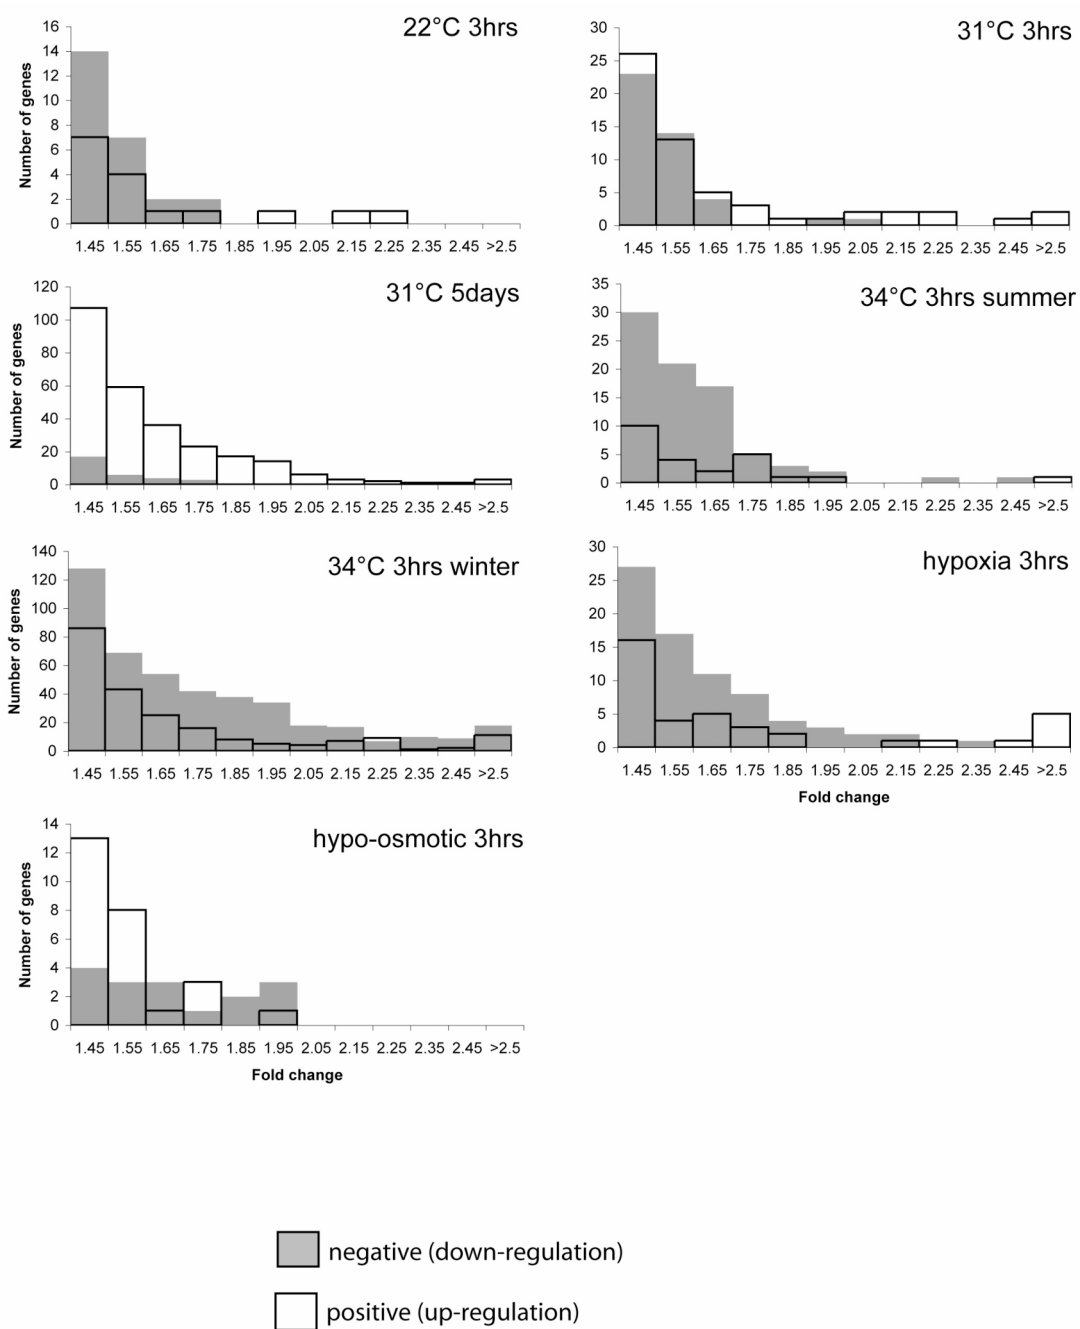 22°C 3hrs
Number of genes
16
14
12
10
8
6
4
2
0
1.45 1.55 1.65 1.75 1.85 1.95 2.05 2.15 2.25 2.35 2.45 >2.5
31°C 3hrs
30
25
20
15
10
5
0
1.45 1.55 1.65 1.75 1.85 1.95 2.05 2.15 2.25 2.35 2.45 >2.5
31°C 5days
Number of genes
120
100
80
60
40
20
0
1.45 1.55 1.65 1.75 1.85 1.95 2.05 2.15 2.25 2.35 2.45 >2.5
34°C 3hrs summer
35
30
25
20
15
10
5
0
1.45 1.55 1.65 1.75 1.85 1.95 2.05 2.15 2.25 2.35 2.45 >2.5
34°C 3hrs winter
Number of genes
140
120
100
80
60
40
20
0
1.45 1.55 1.65 1.75 1.85 1.95 2.05 2.15 2.25 2.35 2.45 >2.5
hypoxia 3hrs
30
25
20
15
10
5
0
1.45 1.55 1.65 1.75 1.85 1.95 2.05 2.15 2.25 2.35 2.45 >2.5
Fold change
hypo-osmotic 3hrs
Number of genes
14
12
10
8
6
4
2
0
1.45 1.55 1.65 1.75 1.85 1.95 2.05 2.15 2.25 2.35 2.45 >2.5
Fold change
negative (down-regulation)
positive (up-regulation)